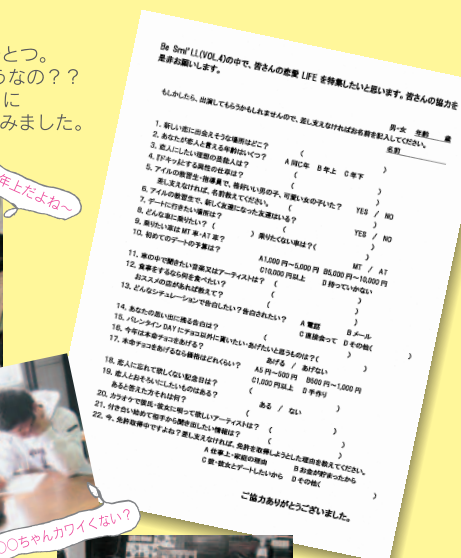 とつ。
うなの？？
に
みました。
年上だよね〜
Be Smi'LL(VOL.4)の中で、皆さんの恋愛 LIFE を特集したいと思います。皆さんの協力を
是非お願いします。
もしかしたら、出演してもらうかもしれませんので、差し支えなければお名前を記入してください。
男・女 年齢 歳
名前
1. 新しい恋に出会えそうな場所はどこ？ ( )
2. あなたが恋人と言える年齢はいくつ？ A 同じ年 B 年上 C 年下
3. 恋人にしたい理想の芸能人は？ ( )
4. 『ドキッ』とする異性の仕草は？ ( )
5. アイルの教習生・指導員で、格好いい男の子、可愛い女の子いた？ YES / NO
差し支えなければ、名前教えてください。 ( )
6. アイルの教習生で、新しく友達になった友達はいる？ YES / NO
7. デートに行きたい場所は？ ( )
8. どんな車に乗りたい？ ( ) 乗りたくない車は？( )
9. 乗りたい車は MT 車・AT 車？ MT / AT
10. 初めてのデートの予算は？ A1,000 円〜5,000 円 B5,000 円〜10,000 円
C10,000 円以上 D 持っていかない
11. 車の中で聞きたい音楽又はアーティストは？ ( )
12. 食事をするなら何を食べたい？ ( )
おススメの店があれば教えて？ ( )
13. どんなシチュレーションで告白したい？告白されたい？ A 電話 B メール
C 直接会って D その他( )
14. あなたの思い出に残る告白は？ ( )
15. バレンタイン DAY にチョコ以外に貰いたい・あげたいと思うものは？( )
16. 今年は本命チョコをあげる？ あげる / あげない
17. 本命チョコをあげるなら価格はどれくらい？ A5 円〜500 円 B500 円〜1,000 円
C1,000 円以上 D 手作り
18. 恋人に忘れて欲しくない記念日は？ ( )
19. 恋人とおそろいにしたいものはある？ ある / ない
あると答えた方それは何？ ( )
20. カラオケで彼氏・彼女に唄って欲しいアーティストは？ ( )
21. 付き合い始めて相手から聞き出したい情報は？ ( )
22. 今、免許取得中ですよね？差し支えなければ、免許を取得しようとした理由を教えてください。
A 仕事上・家庭の理由 B お金が貯まったから
C 彼・彼女とデートしたいから D その他( )
ご協力ありがとうございました。
○○ちゃんカワイくない？